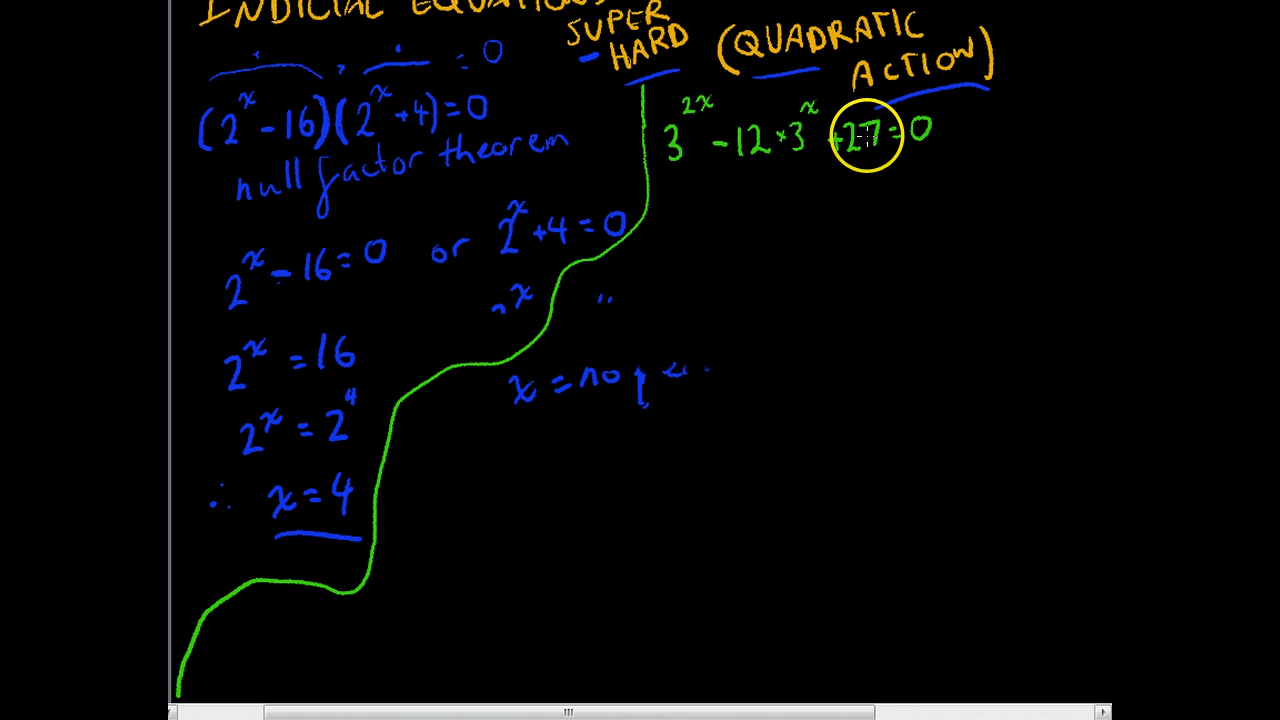 INDICIAL EQUATIONS
SUPER
HARD
(QUADRATIC
ACTION)
= 0
(2^x - 16)(2^x + 4) = 0
null factor theorem
2^x - 16 = 0 or 2^x + 4 = 0
2^x = 16
2^x = 2^4
∴ x = 4
x = no
3^2x - 12 × 3^x + 27 = 0